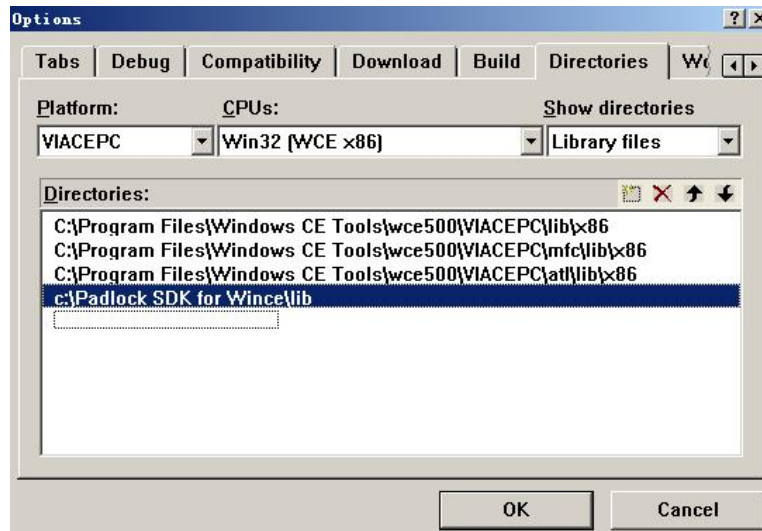 Options
Tabs Debug Compatibility Download Build Directories
Platform: CPUs: Show directories
VIACEPC Win32 (WCE x86) Library files
Directories:
C:\Program Files\Windows CE Tools\wce500\VIACEPC\lib\x86
C:\Program Files\Windows CE Tools\wce500\VIACEPC\mfc\lib\x86
C:\Program Files\Windows CE Tools\wce500\VIACEPC\atl\lib\x86
c:\Padlock SDK for Wince\lib
OK Cancel